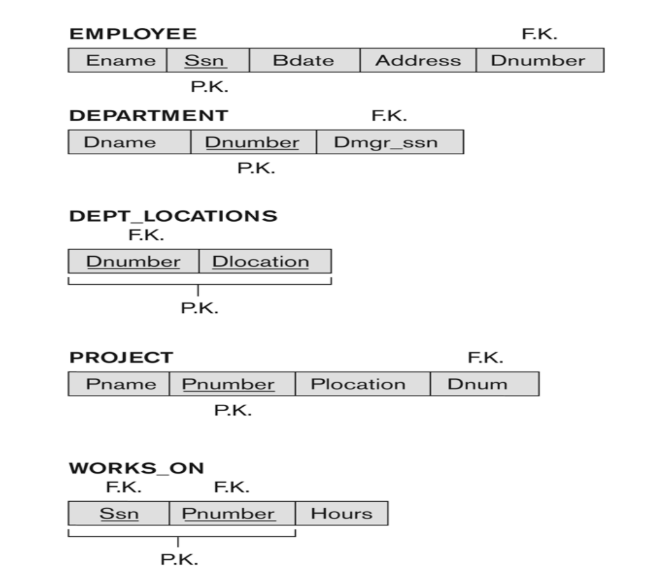 EMPLOYEE F.K.
Ename Ssn Bdate Address Dnumber
P.K.
DEPARTMENT F.K.
Dname Dnumber Dmgr_ssn
P.K.
DEPT_LOCATIONS
F.K.
Dnumber Dlocation
P.K.
PROJECT F.K.
Pname Pnumber Plocation Dnum
P.K.
WORKS_ON
F.K. F.K.
Ssn Pnumber Hours
P.K.